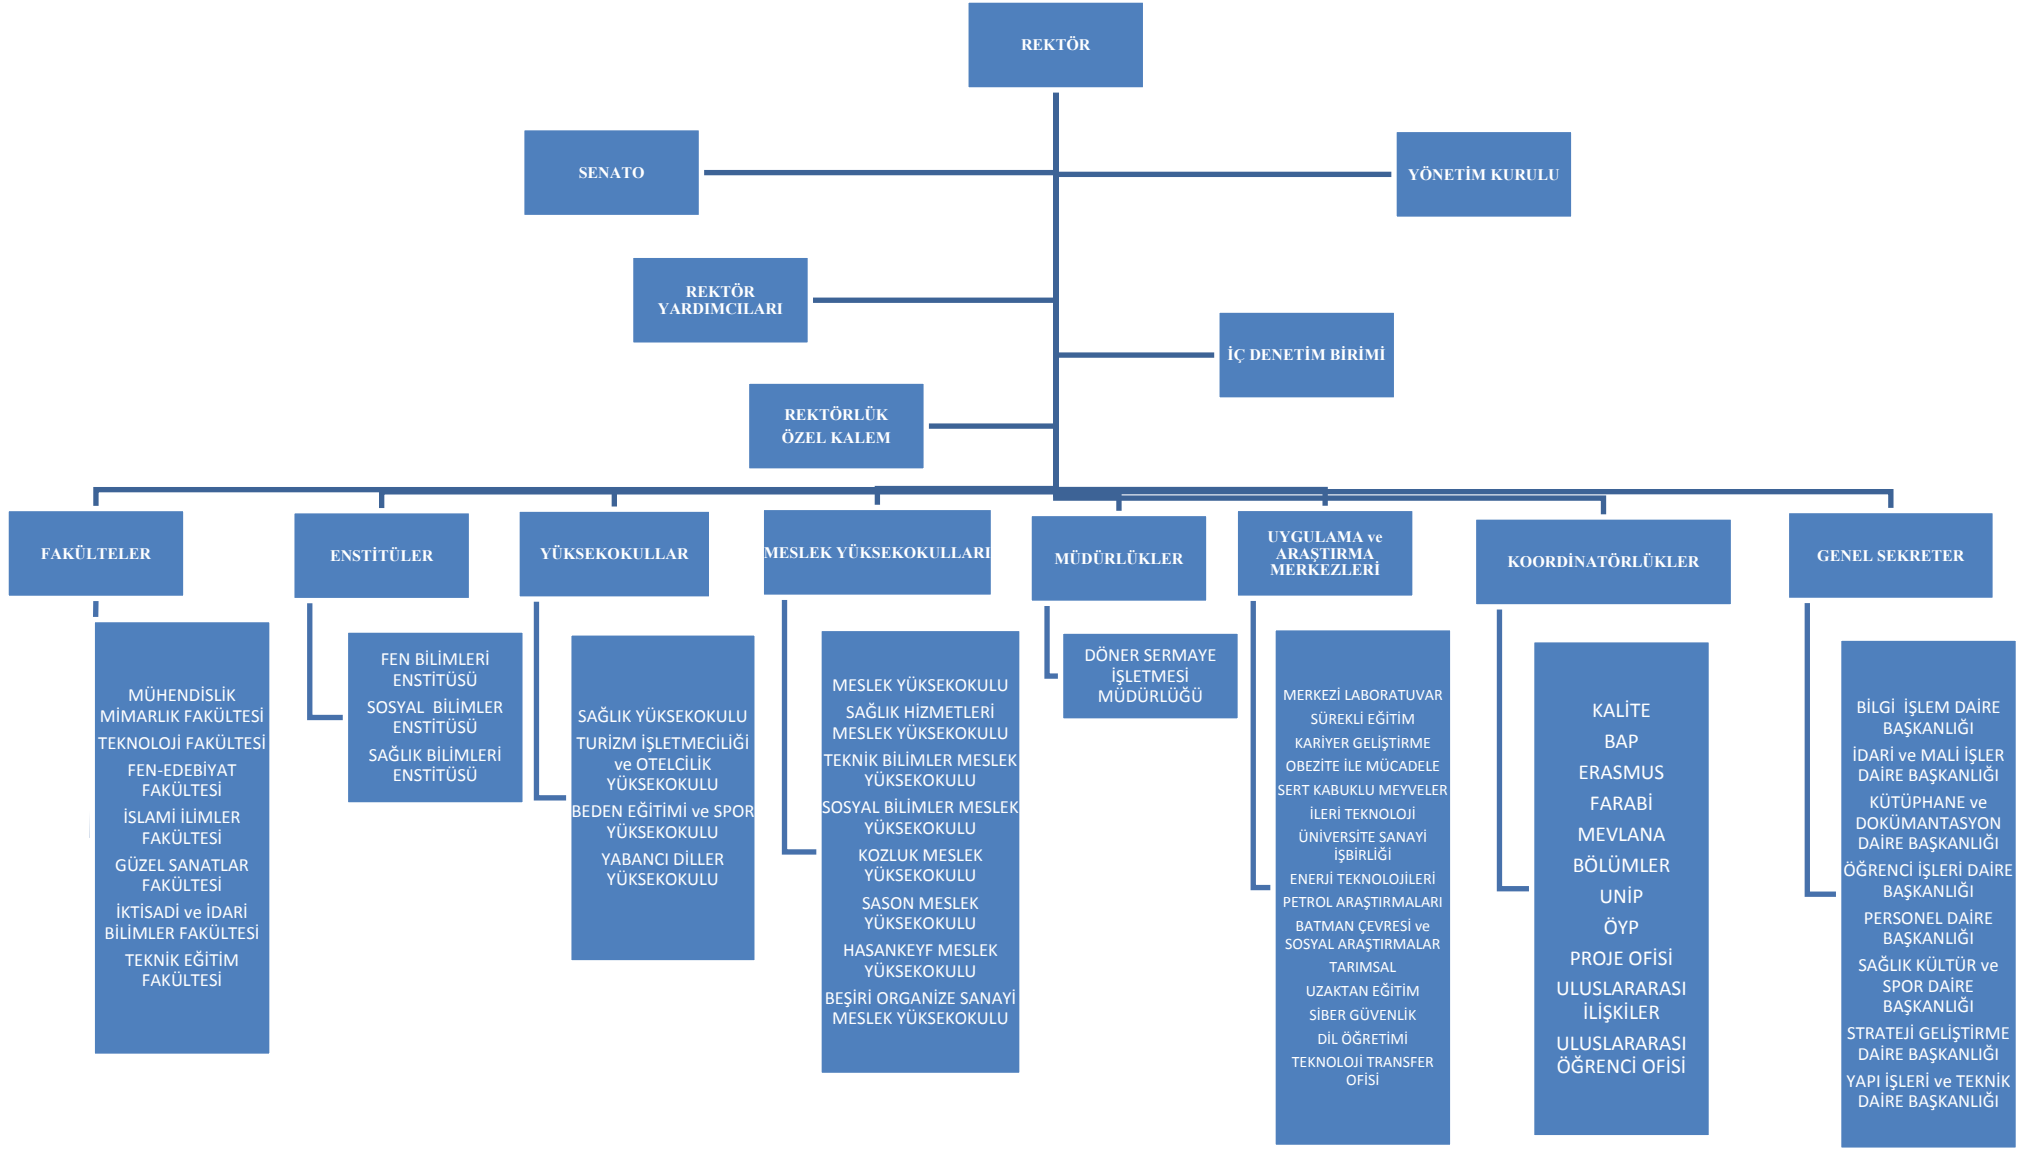 REKTÖR
SENATO
YÖNETİM KURULU
REKTÖR
YARDIMCILARI
İÇ DENETİM BİRİMİ
REKTÖRLÜK
ÖZEL KALEM
FAKÜLTELER
ENSTİTÜLER
YÜKSEKOKULLAR
MESLEK YÜKSEKOKULLARI
MÜDÜRLÜKLER
UYGULAMA ve
ARAŞTIRMA
MERKEZLERİ
KOORDİNATÖRLÜKLER
GENEL SEKRETER
MÜHENDİSLİK
MİMARLIK FAKÜLTESİ
TEKNOLOJİ FAKÜLTESİ
FEN-EDEBİYAT
FAKÜLTESİ
İSLAMİ İLİMLER
FAKÜLTESİ
GÜZEL SANATLAR
FAKÜLTESİ
İKTİSADİ ve İDARİ
BİLİMLER FAKÜLTESİ
TEKNİK EĞİTİM
FAKÜLTESİ
FEN BİLİMLERİ
ENSTİTÜSÜ
SOSYAL  BİLİMLER
ENSTİTÜSÜ
SAĞLIK BİLİMLERİ
ENSTİTÜSÜ
SAĞLIK YÜKSEKOKULU
TURİZM İŞLETMECİLİĞİ
ve OTELCİLİK
YÜKSEKOKULU
BEDEN EĞİTİMİ ve SPOR
YÜKSEKOKULU
YABANCI DİLLER
YÜKSEKOKULU
MESLEK YÜKSEKOKULU
SAĞLIK HİZMETLERİ
MESLEK YÜKSEKOKULU
TEKNİK BİLİMLER MESLEK
YÜKSEKOKULU
SOSYAL BİLİMLER MESLEK
YÜKSEKOKULU
KOZLUK MESLEK
YÜKSEKOKULU
SASON MESLEK
YÜKSEKOKULU
HASANKEYF MESLEK
YÜKSEKOKULU
BEŞİRİ ORGANİZE SANAYİ
MESLEK YÜKSEKOKULU
DÖNER SERMAYE
İŞLETMESİ
MÜDÜRLÜĞÜ
MERKEZİ LABORATUVAR
SÜREKLİ EĞİTİM
KARİYER GELİŞTİRME
OBEZİTE İLE MÜCADELE
SERT KABUKLU MEYVELER
İLERİ TEKNOLOJİ
ÜNİVERSİTE SANAYİ
İŞBİRLİĞİ
ENERJİ TEKNOLOJİLERİ
PETROL ARAŞTIRMALARI
BATMAN ÇEVRESİ ve
SOSYAL ARAŞTIRMALAR
TARIMSAL
UZAKTAN EĞİTİM
SİBER GÜVENLİK
DİL ÖĞRETİMİ
TEKNOLOJİ TRANSFER
OFİSİ
KALİTE
BAP
ERASMUS
FARABİ
MEVLANA
BÖLÜMLER
UNİP
ÖYP
PROJE OFİSİ
ULUSLARARASI
İLİŞKİLER
ULUSLARARASI
ÖĞRENCİ OFİSİ
BİLGİ  İŞLEM DAİRE
BAŞKANLIĞI
İDARİ ve MALİ İŞLER
DAİRE BAŞKANLIĞI
KÜTÜPHANE ve
DOKÜMANTASYON
DAİRE BAŞKANLIĞI
ÖĞRENCİ İŞLERİ DAİRE
BAŞKANLIĞI
PERSONEL DAİRE
BAŞKANLIĞI
SAĞLIK KÜLTÜR ve
SPOR DAİRE
BAŞKANLIĞI
STRATEJİ GELİŞTİRME
DAİRE BAŞKANLIĞI
YAPI İŞLERİ ve TEKNİK
DAİRE BAŞKANLIĞI